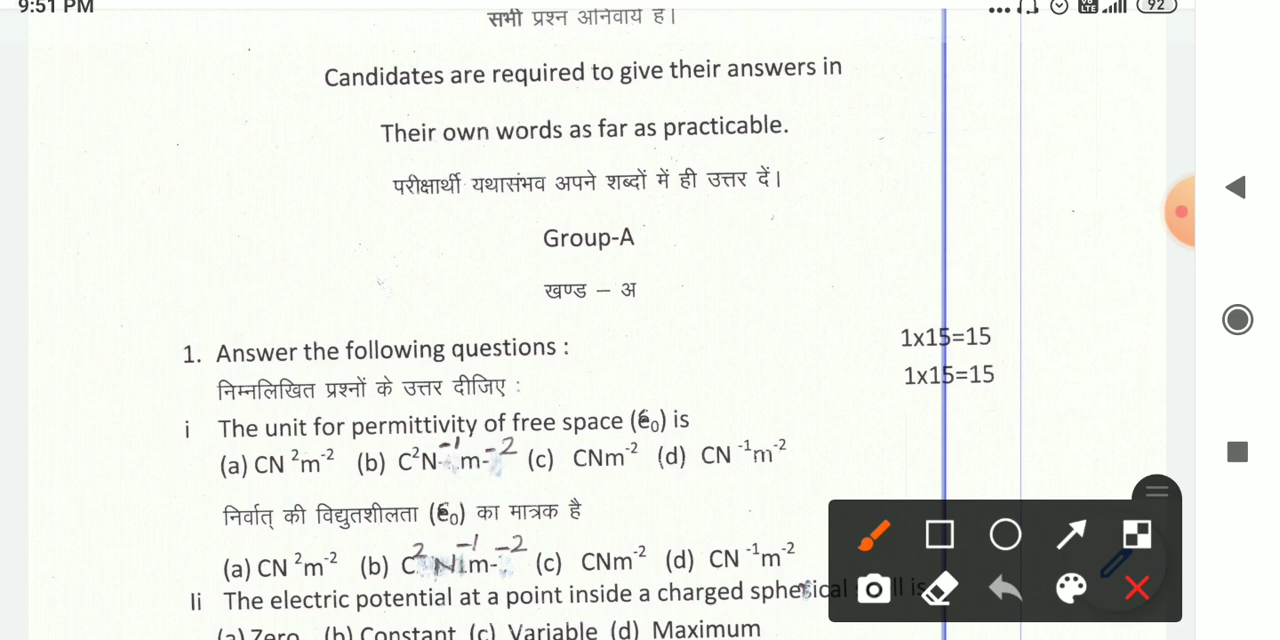 9:51 PM
92
सभी प्रश्न अनिवार्य है।
Candidates are required to give their answers in
Their own words as far as practicable.
परीक्षार्थी यथासंभव अपने शब्दों में ही उत्तर दें।
Group-A
खण्ड – अ
1. Answer the following questions : 1x15=15
निम्नलिखित प्रश्नों के उत्तर दीजिए : 1x15=15
i The unit for permittivity of free space (ϵ₀) is
(a) CN ²m⁻² (b) C²N⁻¹m⁻² (c) CNm⁻² (d) CN ⁻¹m⁻²
निर्वात् की विद्युतशीलता (ϵ₀) का मात्रक है
(a) CN ²m⁻² (b) C²N⁻¹m⁻² (c) CNm⁻² (d) CN ⁻¹m⁻²
Ii The electric potential at a point inside a charged spherical is
(a) Zero (b) Constant (c) Variable (d) Maximum